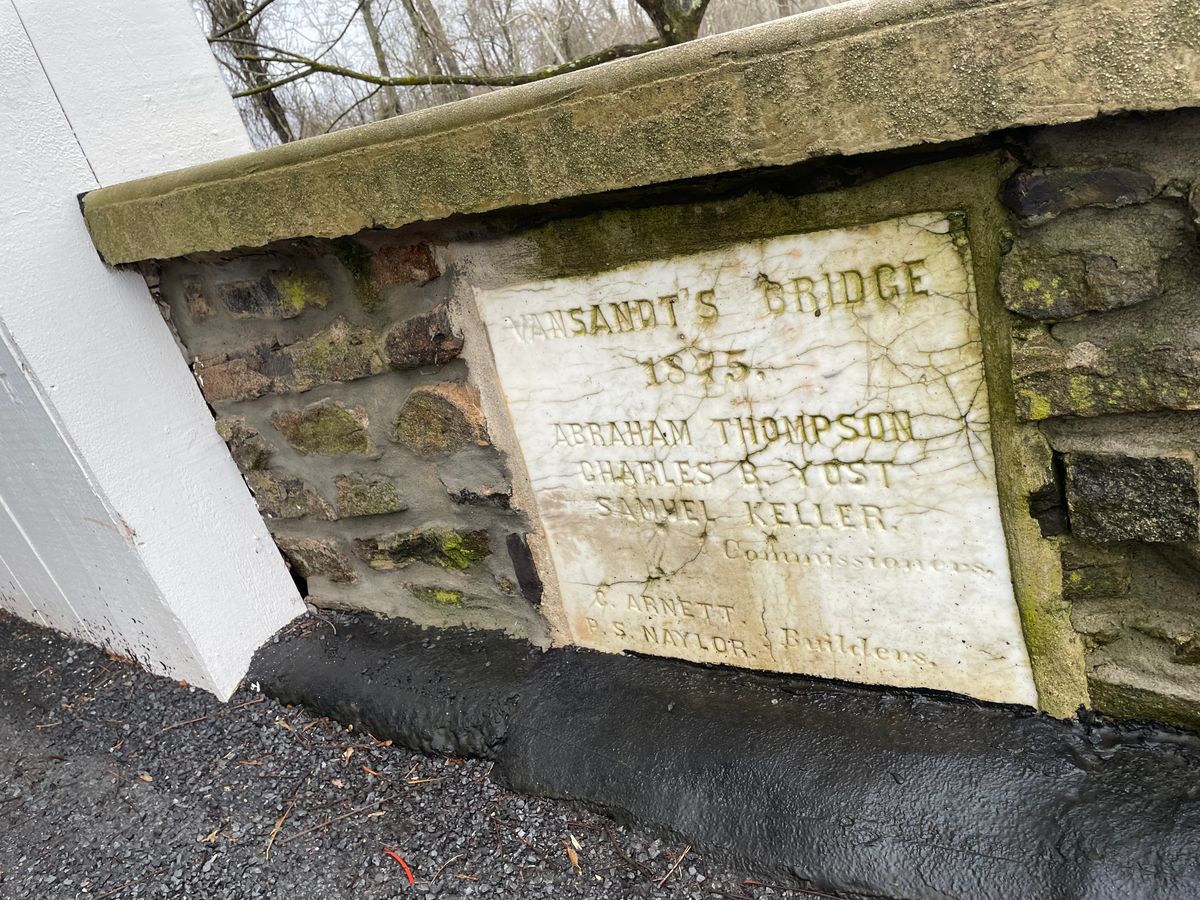 VANSANDT'S BRIDGE
1875.
ABRAHAM THOMPSON
CHARLES B. YOST
SAMUEL KELLER.
Commissioners.
G. ARNETT.
P. S. NAYLOR. Builders.